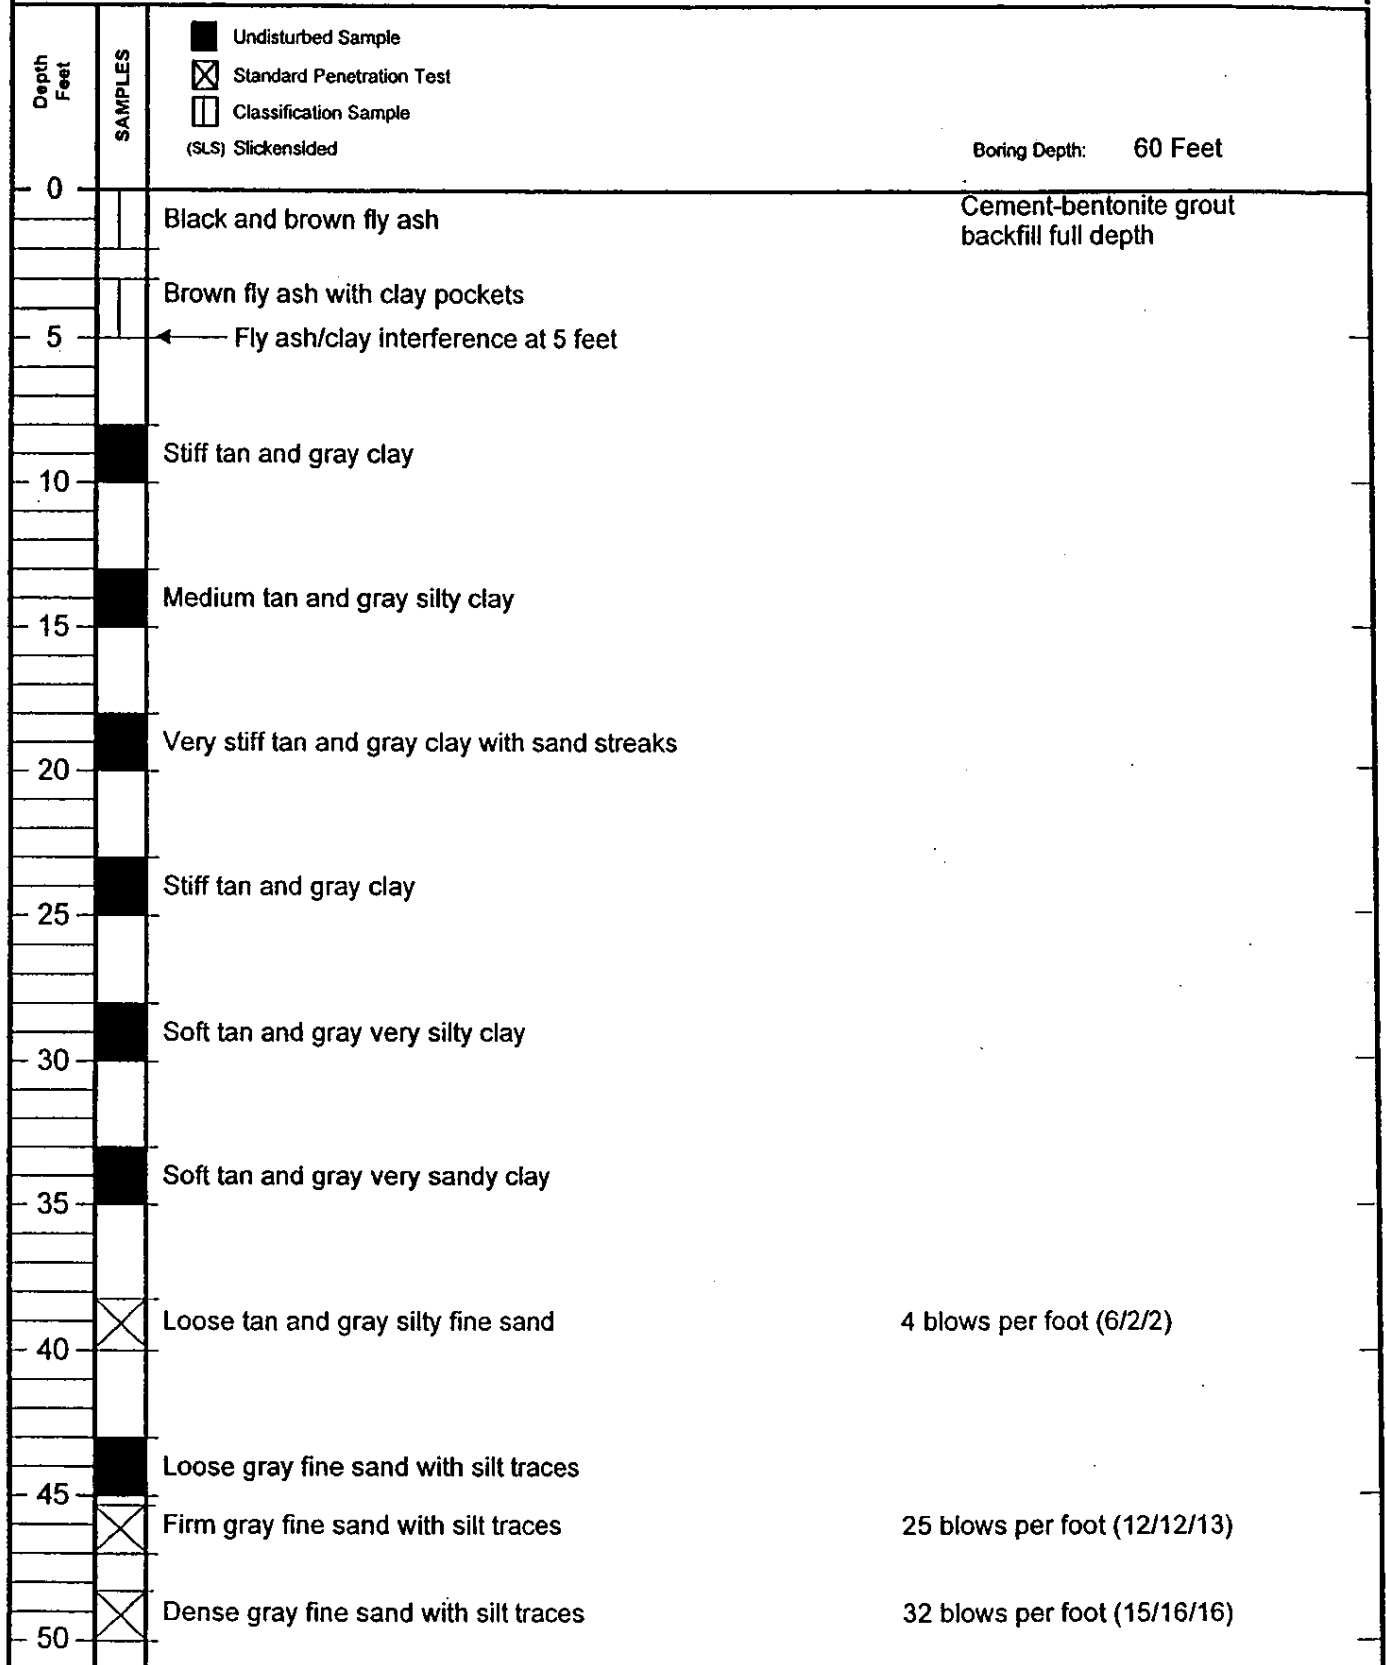 Depth
Feet
SAMPLES
Undisturbed Sample
Standard Penetration Test
Classification Sample
(SLS) Slickensided
Boring Depth: 60 Feet
0
Cement-bentonite grout
backfill full depth
Black and brown fly ash
Brown fly ash with clay pockets
5
Fly ash/clay interference at 5 feet
Stiff tan and gray clay
10
Medium tan and gray silty clay
15
Very stiff tan and gray clay with sand streaks
20
Stiff tan and gray clay
25
Soft tan and gray very silty clay
30
Soft tan and gray very sandy clay
35
Loose tan and gray silty fine sand 4 blows per foot (6/2/2)
40
Loose gray fine sand with silt traces
45
Firm gray fine sand with silt traces 25 blows per foot (12/12/13)
Dense gray fine sand with silt traces 32 blows per foot (15/16/16)
50